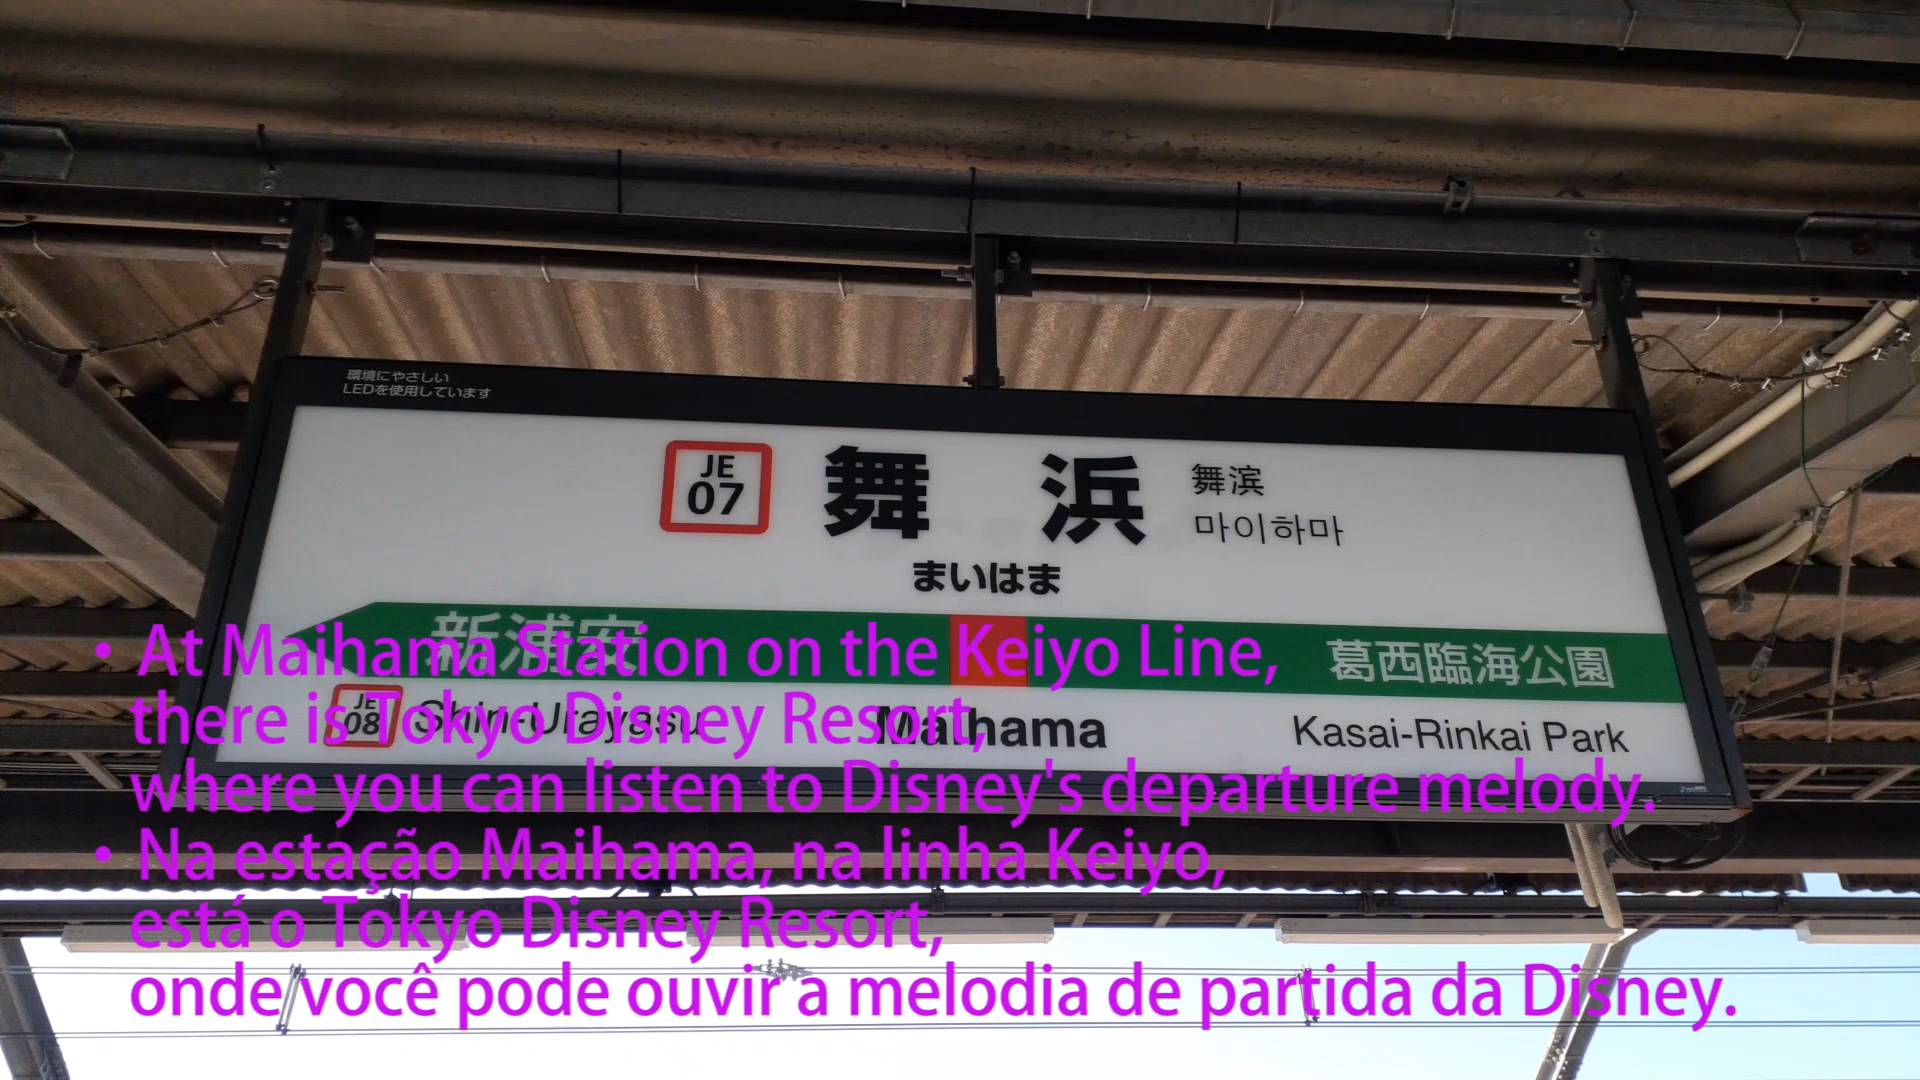 環境にやさしい
LEDを使用しています
JE
07
舞浜
舞滨
마이하마
まいはま
新浦安
葛西臨海公園
JE
08
Shin-Urayasu
Maihama
Kasai-Rinkai Park
・At Maihama Station on the Keiyo Line,
there is Tokyo Disney Resort,
where you can listen to Disney's departure melody.
・Na estação Maihama, na linha Keiyo,
está o Tokyo Disney Resort,
onde você pode ouvir a melodia de partida da Disney.